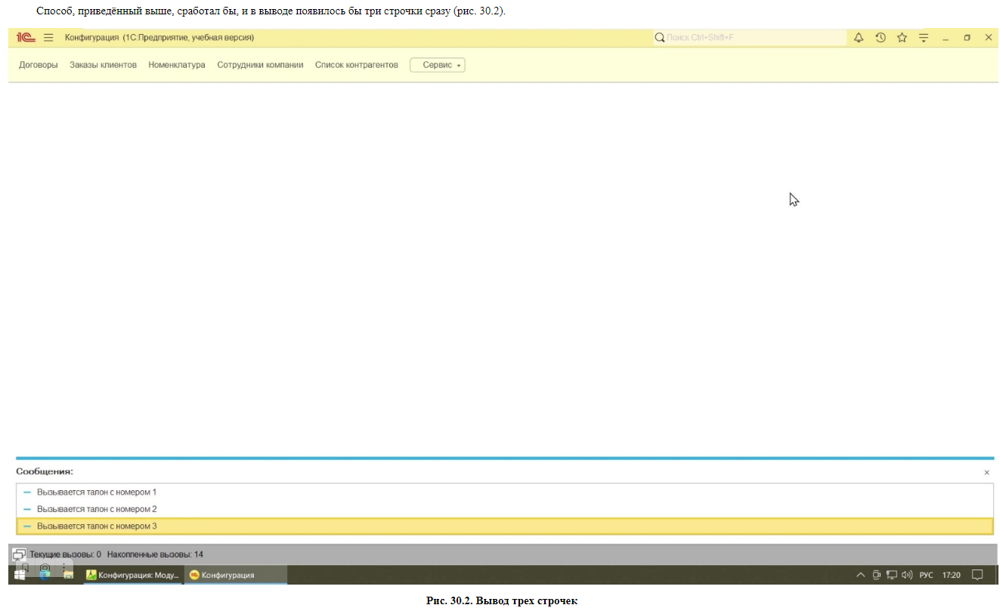 Способ, приведённый выше, сработал бы, и в выводе появилось бы три строчки сразу (рис. 30.2).
1С Конфигурация (1С:Предприятие, учебная версия) Поиск Ctrl+Shift+F
Договоры Заказы клиентов Номенклатура Сотрудники компании Список контрагентов Сервис
Сообщения:
Вызывается талон с номером 1
Вызывается талон с номером 2
Вызывается талон с номером 3
Текущие вызовы: 0 Накопленные вызовы: 14
Конфигурация: Моду... Конфигурация РУС 17:20
Рис. 30.2. Вывод трех строчек